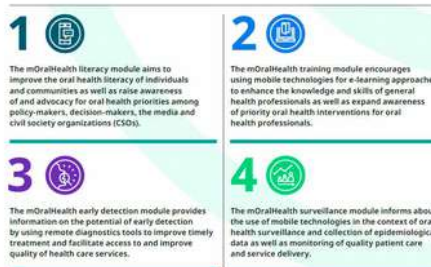 1
The mOralHealth literacy module aims to
improve the oral health literacy of individuals
and communities as well as raise awareness
of and advocacy for oral health priorities among
policy-makers, decision-makers, the media and
civil society organizations (CSOs).
2
The mOralHealth training module encourages
using mobile technologies for e-learning approache
to enhance the knowledge and skills of general
health professionals as well as expand awareness
of priority oral health interventions for oral
health professionals.
3
The mOralHealth early detection module provides
information on the potential of early detection
by using remote diagnostics tools to improve timely
treatment and facilitate access to and improve
quality of health care services.
4
The mOralHealth surveillance module informs abou
the use of mobile technologies in the context of ora
health surveillance and collection of epidemiologica
data as well as monitoring of quality patient care
and service delivery.